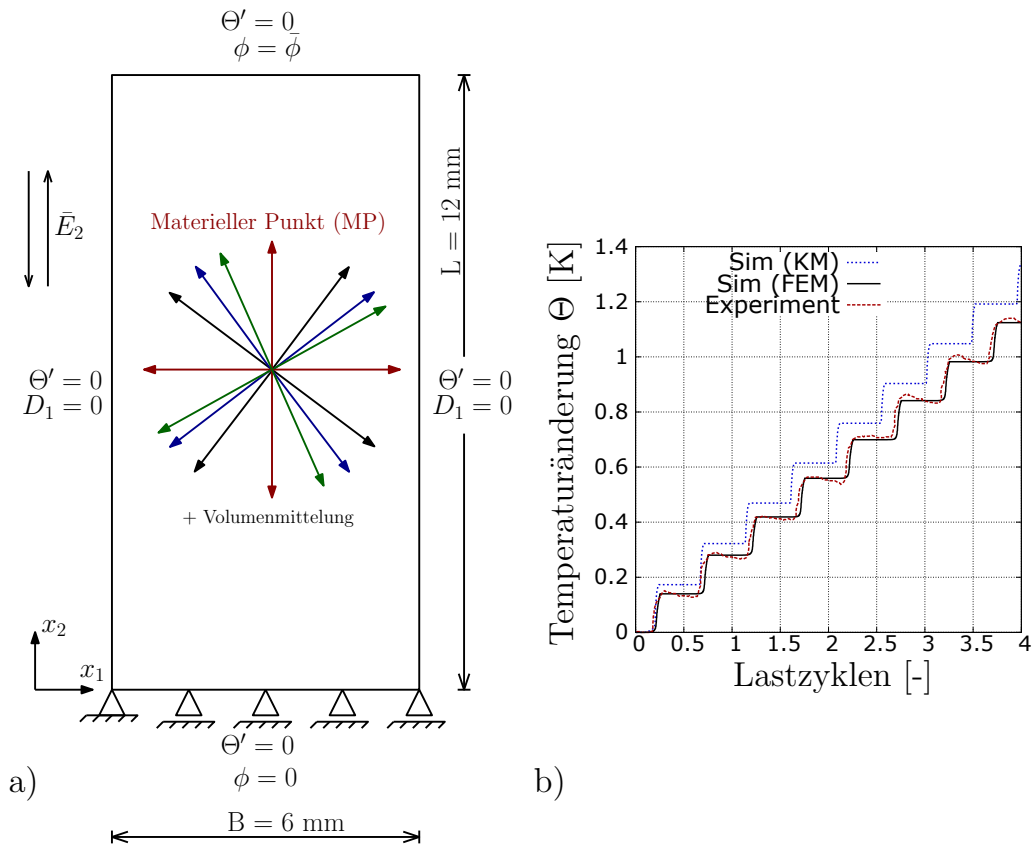 Θ′ = 0
ϕ = ϕ̄
Ē₂
L = 12 mm
Materieller Punkt (MP)
Θ′ = 0
D₁ = 0
Θ′ = 0
D₁ = 0
+ Volumenmittelung
x₂
x₁
Θ′ = 0
ϕ = 0
a)
B = 6 mm
Temperaturänderung Θ [K]
1.4
1.2
1
0.8
0.6
0.4
0.2
0
Sim (KM)
Sim (FEM)
Experiment
0 0.5 1 1.5 2 2.5 3 3.5 4
Lastzyklen [-]
b)